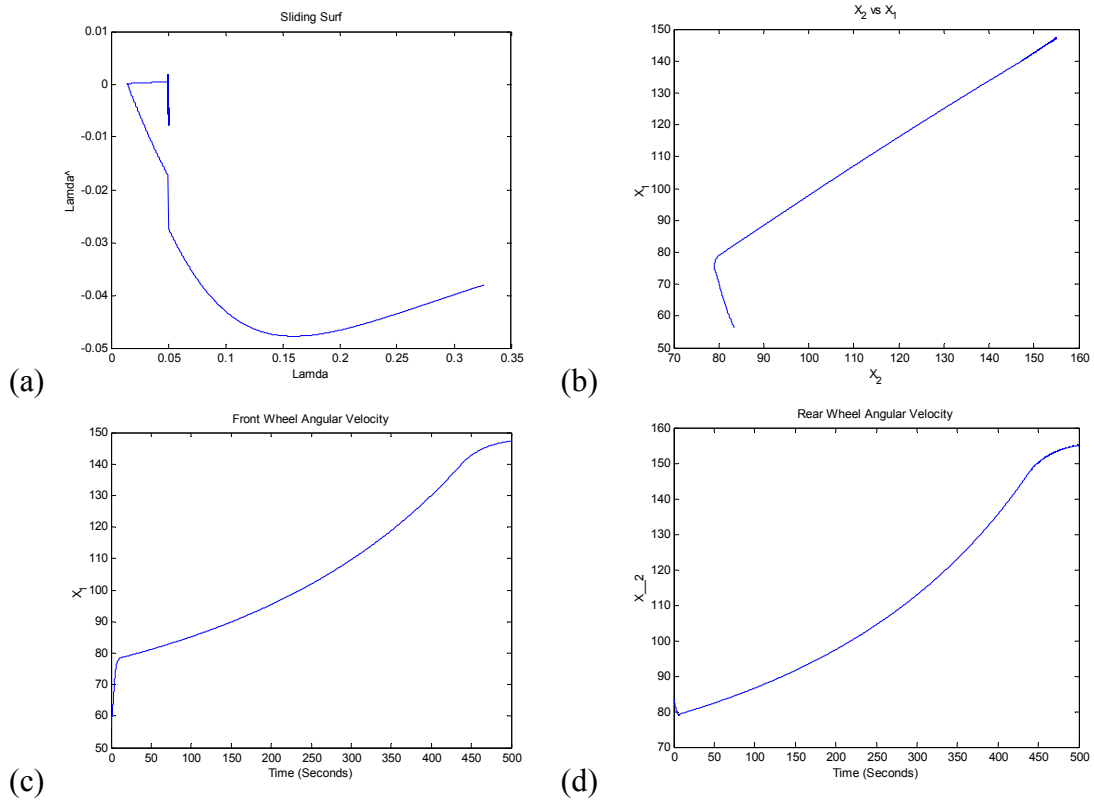 Sliding Surf
0.01
0
-0.01
-0.02
-0.03
-0.04
-0.05
Lamda^
0 0.05 0.1 0.15 0.2 0.25 0.3 0.35
Lamda
(a)
X2 vs X1
150
140
130
120
110
100
90
80
70
60
50
X1
70 80 90 100 110 120 130 140 150 160
X2
(b)
Front Wheel Angular Velocity
150
140
130
120
110
100
90
80
70
60
50
X1
0 50 100 150 200 250 300 350 400 450 500
Time (Seconds)
(c)
Rear Wheel Angular Velocity
160
150
140
130
120
110
100
90
80
70
X__2
0 50 100 150 200 250 300 350 400 450 500
Time (Seconds)
(d)